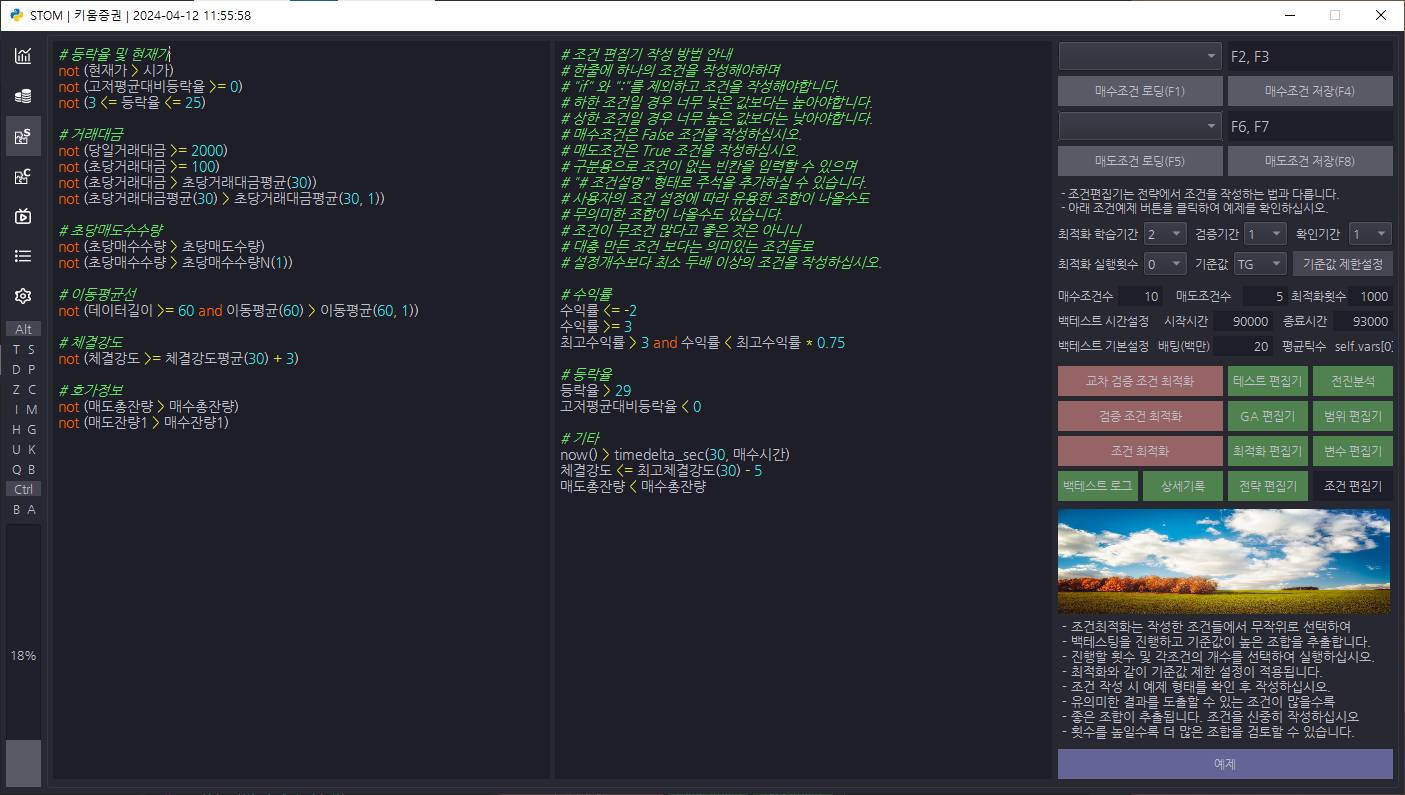 STOM | 키움증권 | 2024-04-12 11:55:58
Alt
T S
D P
Z C
I M
H G
U K
Q B
Ctrl
B A
18%
# 등락율 및 현재가
not (현재가 > 시가)
not (고저평균대비등락율 >= 0)
not (3 <= 등락율 <= 25)
# 거래대금
not (당일거래대금 >= 2000)
not (초당거래대금 >= 100)
not (초당거래대금 > 초당거래대금평균(30))
not (초당거래대금평균(30) > 초당거래대금평균(30, 1))
# 초당매도수수량
not (초당매수수량 > 초당매도수량)
not (초당매수수량 > 초당매수수량N(1))
# 이동평균선
not (데이터길이 >= 60 and 이동평균(60) > 이동평균(60, 1))
# 체결강도
not (체결강도 >= 체결강도평균(30) + 3)
# 호가정보
not (매도총잔량 > 매수총잔량)
not (매도잔량1 > 매수잔량1)
# 조건 편집기 작성 방법 안내
# 한줄에 하나의 조건을 작성해야하며
# "if" 와 ":"를 제외하고 조건을 작성해야합니다.
# 하한 조건일 경우 너무 낮은 값보다는 높아야합니다.
# 상한 조건일 경우 너무 높은 값보다는 낮아야합니다.
# 매수조건은 False 조건을 작성하십시오.
# 매도조건은 True 조건을 작성하십시오
# 구분용으로 조건이 없는 빈칸을 입력할 수 있으며
# "# 조건설명" 형태로 주석을 추가하실 수 있습니다.
# 사용자의 조건 설정에 따라 유용한 조합이 나올수도
# 무의미한 조합이 나올수도 있습니다.
# 조건이 무조건 많다고 좋은 것은 아니니
# 대충 만든 조건 보다는 의미있는 조건들로
# 설정개수보다 최소 두배 이상의 조건을 작성하십시오.
# 수익률
수익률 <= -2
수익률 >= 3
최고수익률 > 3 and 수익률 < 최고수익률 * 0.75
# 등락율
등락율 > 29
고저평균대비등락율 < 0
# 기타
now() > timedelta_sec(30, 매수시간)
체결강도 <= 최고체결강도(30) - 5
매도총잔량 < 매수총잔량
F2, F3
매수조건 로딩(F1) 매수조건 저장(F4)
F6, F7
매도조건 로딩(F5) 매도조건 저장(F8)
- 조건편집기는 전략에서 조건을 작성하는 법과 다릅니다.
- 아래 조건예제 버튼을 클릭하여 예제를 확인하십시오.
최적화 학습기간 2 검증기간 1 확인기간 1
최적화 실행횟수 0 기준값 TG 기준값 제한설정
매수조건수 10 매도조건수 5 최적화횟수 1000
백테스트 시간설정 시작시간 90000 종료시간 93000
백테스트 기본설정 배팅(백만) 20 평균틱수 self.vars[0]
교차 검증 조건 최적화 테스트 편집기 전진분석
검증 조건 최적화 GA 편집기 범위 편집기
조건 최적화 최적화 편집기 변수 편집기
백테스트 로그 상세기록 전략 편집기 조건 편집기
- 조건최적화는 작성한 조건들에서 무작위로 선택하여
- 백테스팅을 진행하고 기준값이 높은 조합을 추출합니다.
- 진행할 횟수 및 각조건의 개수를 선택하여 실행하십시오.
- 최적화와 같이 기준값 제한 설정이 적용됩니다.
- 조건 작성 시 예제 형태를 확인 후 작성하십시오.
- 유의미한 결과를 도출할 수 있는 조건이 많을수록
- 좋은 조합이 추출됩니다. 조건을 신중히 작성하십시오
- 횟수를 높일수록 더 많은 조합을 검토할 수 있습니다.
예제